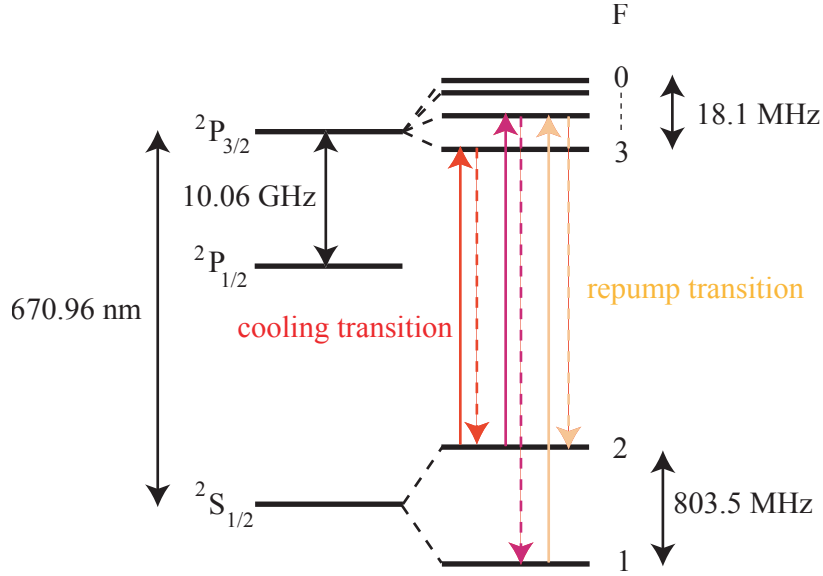 F
0
²P₃/₂
18.1 MHz
3
10.06 GHz
²P₁/₂
670.96 nm
repump transition
cooling transition
2
²S₁/₂
803.5 MHz
1